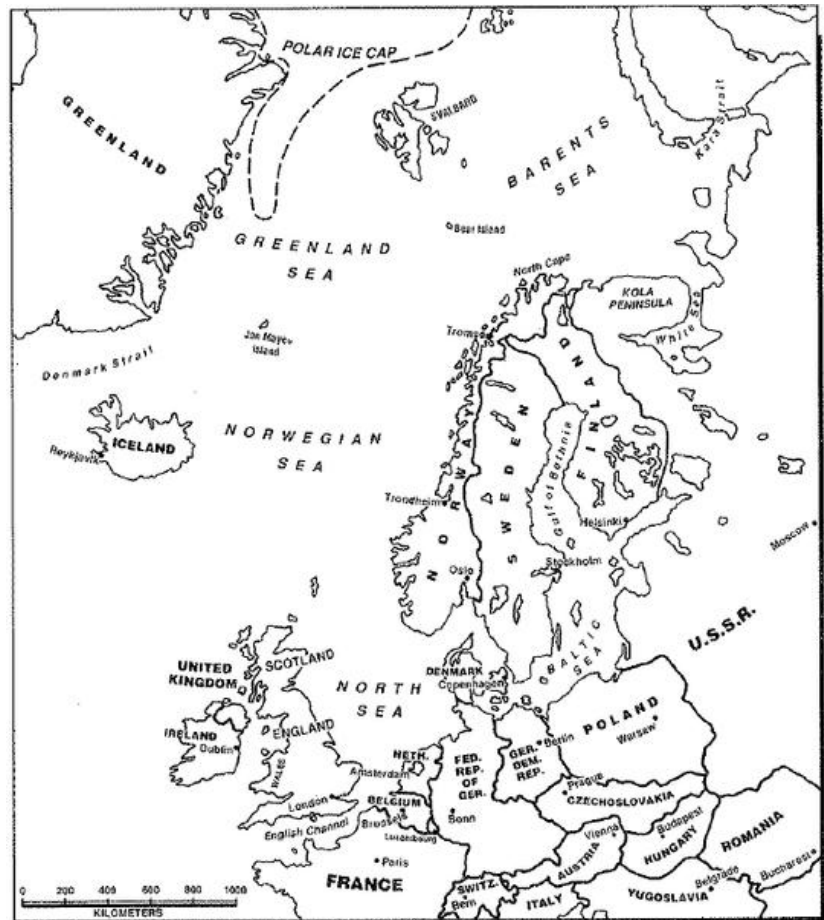 POLAR ICE CAP
GREENLAND
SVALBARD
Kara Strait
BARENTS
SEA
Bear Island
GREENLAND
SEA
North Cape
KOLA
PENINSULA
White Sea
Jan Mayen
Island
Tromso
Denmark Strait
ICELAND
Reykjavik
NORWEGIAN
SEA
NORWAY
SWEDEN
FINLAND
Gulf of Bothnia
Trondheim
Helsinki
Moscow
Oslo
Stockholm
U.S.S.R.
BALTIC
SEA
UNITED
KINGDOM
SCOTLAND
DENMARK
Copenhagen
NORTH
SEA
IRELAND
Dublin
ENGLAND
WALES
POLAND
Warsaw
NETH.
Amsterdam
FED.
REP.
OF
GER.
GER.
DEM.
REP.
Berlin
London
BELGIUM
Brussels
Bonn
Prague
CZECHOSLOVAKIA
English Channel
Luxembourg
Vienna
Budapest
AUSTRIA
HUNGARY
ROMANIA
Paris
FRANCE
SWITZ.
Bern
ITALY
YUGOSLAVIA
Belgrade
Bucharest
0 200 400 600 800 1000
KILOMETERS